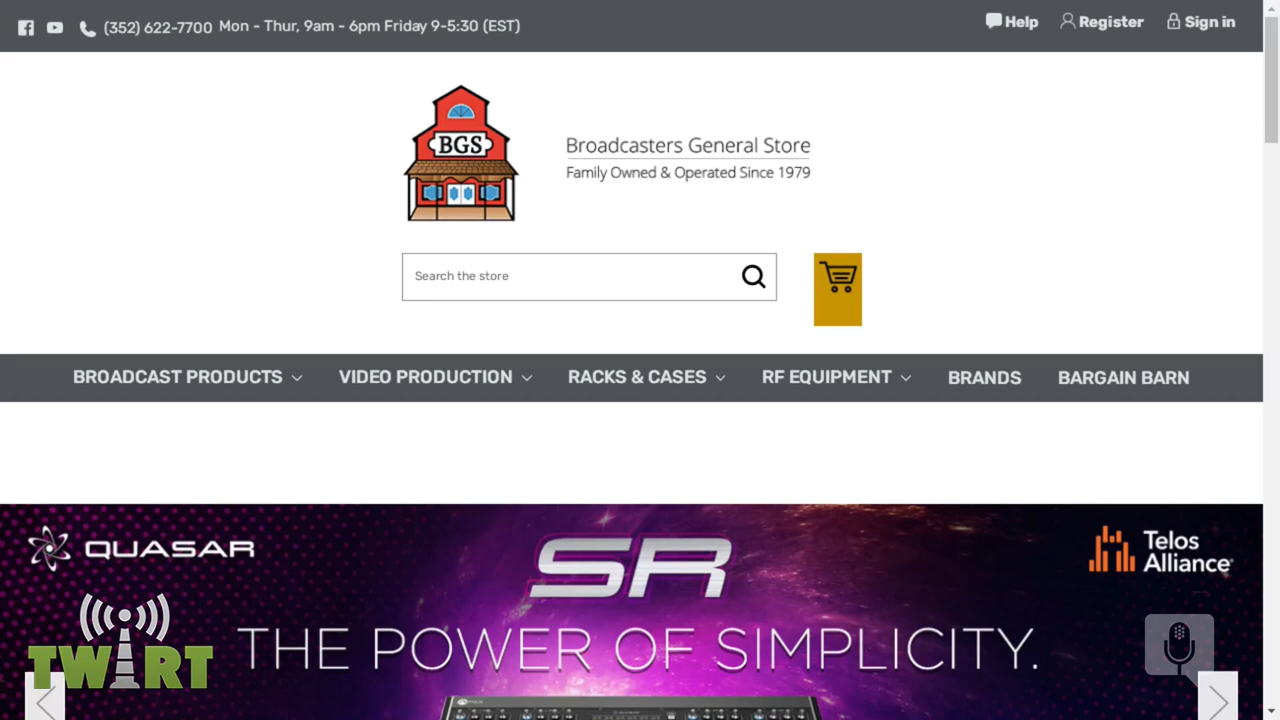 (352) 622-7700 Mon - Thur, 9am - 6pm Friday 9-5:30 (EST)
Help Register Sign in
BGS
Broadcasters General Store
Family Owned & Operated Since 1979
Search the store
BROADCAST PRODUCTS VIDEO PRODUCTION RACKS & CASES RF EQUIPMENT BRANDS BARGAIN BARN
QUASAR SR Telos Alliance
THE POWER OF SIMPLICITY.
TWIRT